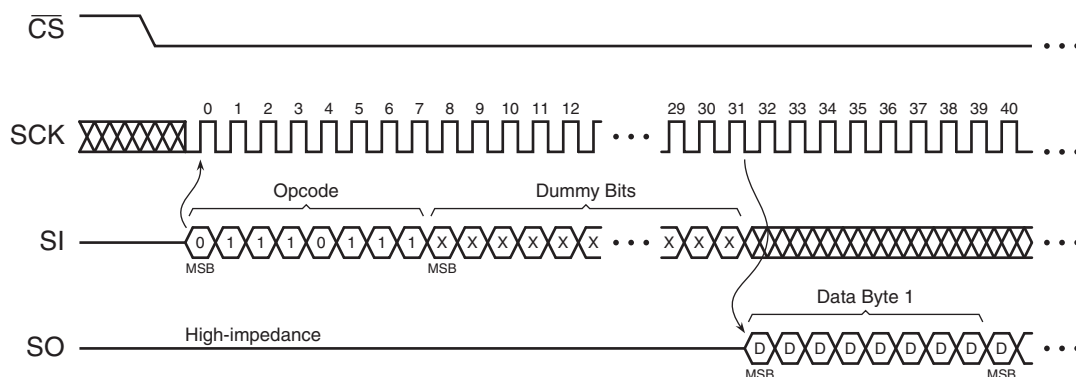 CS
0 1 2 3 4 5 6 7 8 9 10 11 12 29 30 31 32 33 34 35 36 37 38 39 40
SCK
Opcode Dummy Bits
SI 0 1 1 1 0 1 1 1 X X X X X X X X X
MSB MSB
Data Byte 1
High-impedance
SO D D D D D D D D D
MSB MSB